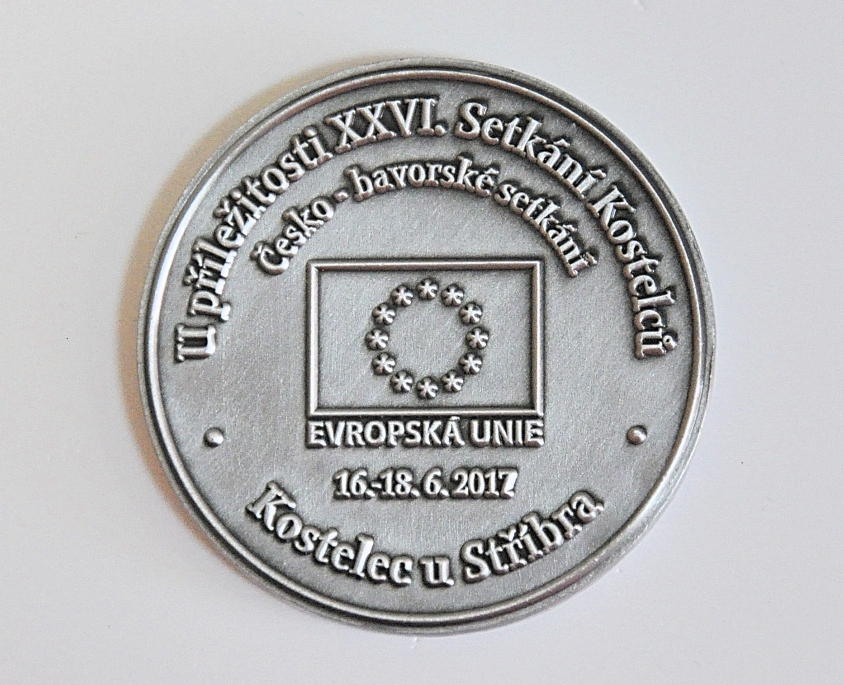 U příležitosti XXVI. Setkání Kostelců
Česko - bavorské setkání
EVROPSKÁ UNIE
16.-18. 6. 2017
Kostelec u Stříbra